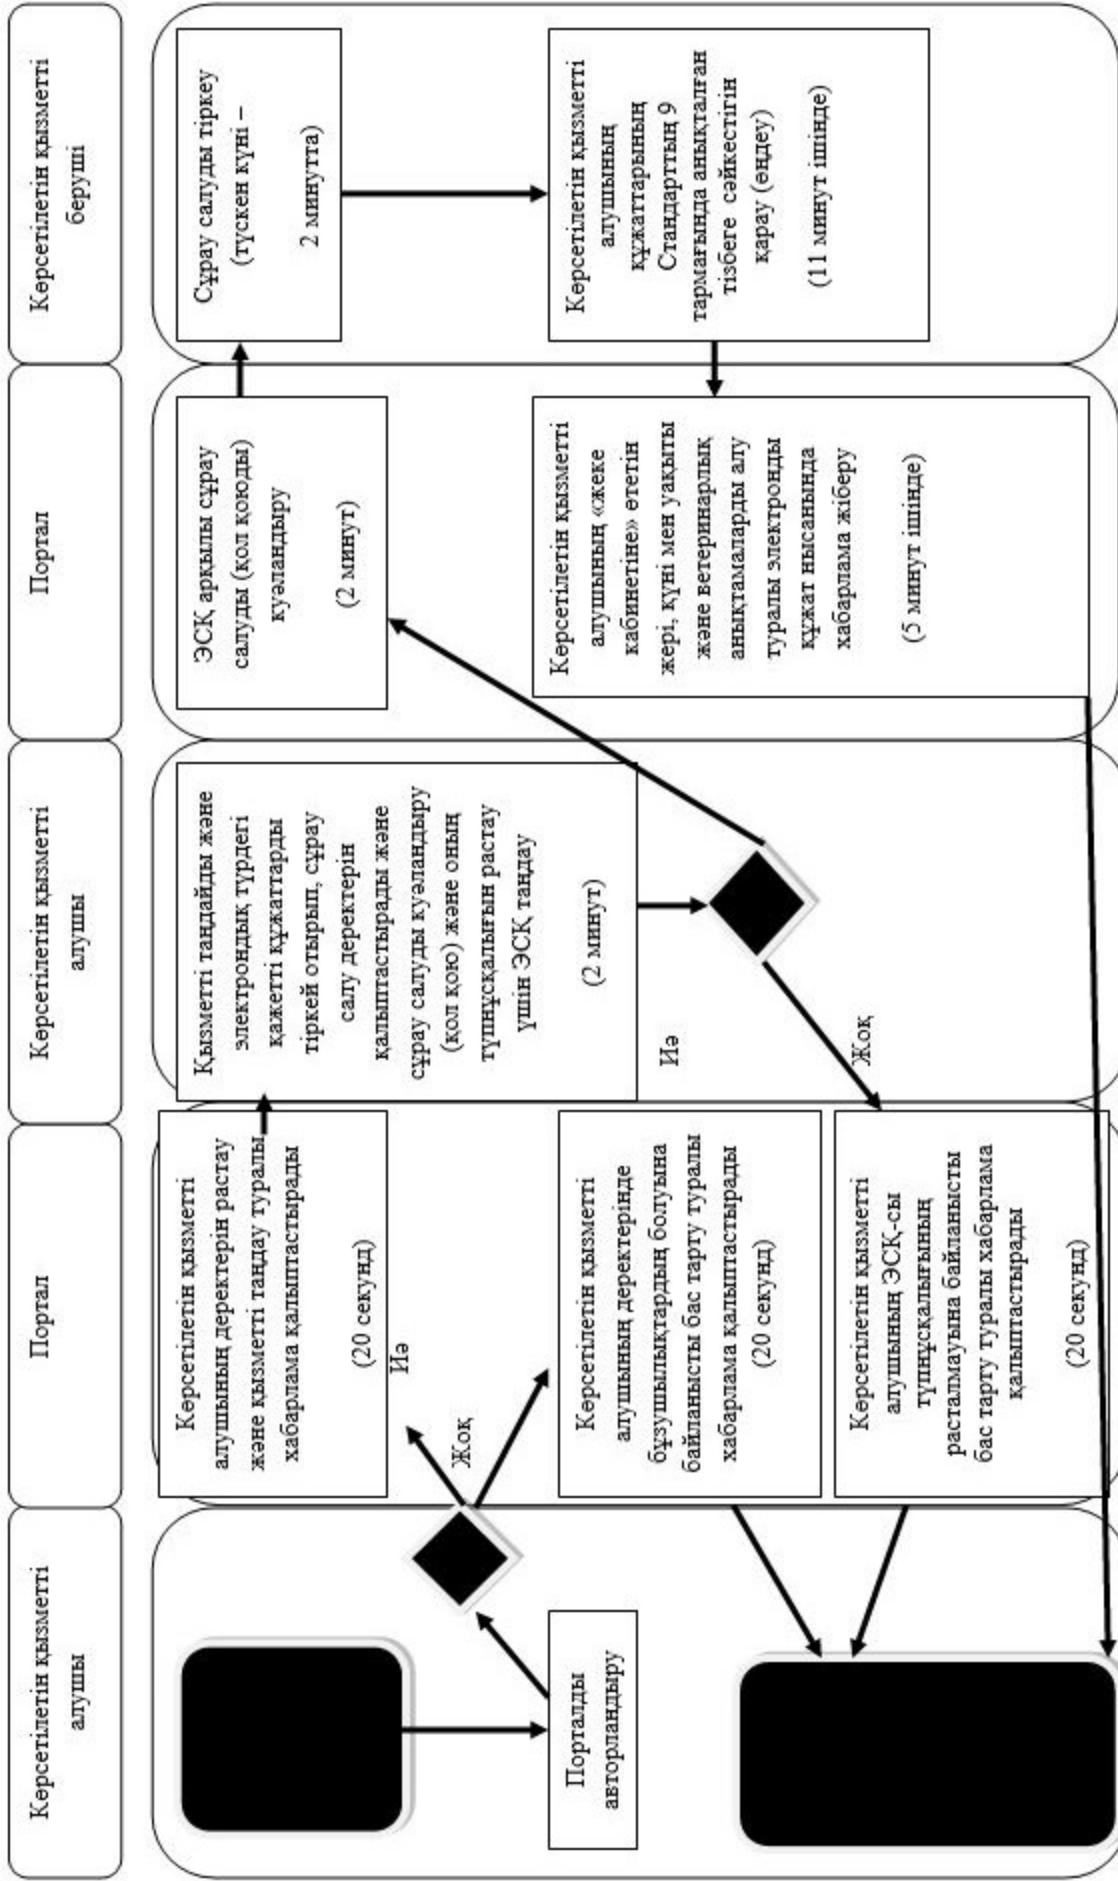 Көрсетілетін қызметті
алушы
Портал
Көрсетілетін қызметті
алушы
Портал
Көрсетілетін қызметті
беруші
Порталды
авторландыру
Иә
Жоқ
Көрсетілетін қызметті
алушының деректерін растау
және қызметті таңдау туралы
хабарлама қалыптастырады
(20 секунд)
Көрсетілетін қызметті
алушының деректерінде
бұзушылықтардың болуына
байланысты бас тарту туралы
хабарлама қалыптастырады
(20 секунд)
Көрсетілетін қызметті
алушының ЭСҚ-сы
түпнұсқалығының
расталмауына байланысты
бас тарту туралы хабарлама
қалыптастырады
(20 секунд)
Қызметті таңдайды және
электрондық түрдегі
қажетті құжаттарды
тіркей отырып, сұрау
салу деректерін
қалыптастырады және
сұрау салуды куәландыру
(қол қою) және оның
түпнұсқалығын растау
үшін ЭСҚ таңдау
(2 минут)
Иә
Жоқ
ЭСҚ арқылы сұрау
салуды (қол қоюды)
куәландыру
(2 минут)
Көрсетілетін қызметті
алушының «жеке
кабинетіне» өтетін
жері, күні мен уақыты
және ветеринарлық
анықтамаларды алу
туралы электронды
құжат нысанында
хабарлама жіберу
(5 минут ішінде)
Сұрау салуды тіркеу
(түскен күні –
2 минутта)
Көрсетілетін қызметті
алушының
құжаттарының
Стандарттың 9
тармағында анықталған
тізбеге сәйкестігін
қарау (өңдеу)
(11 минут ішінде)